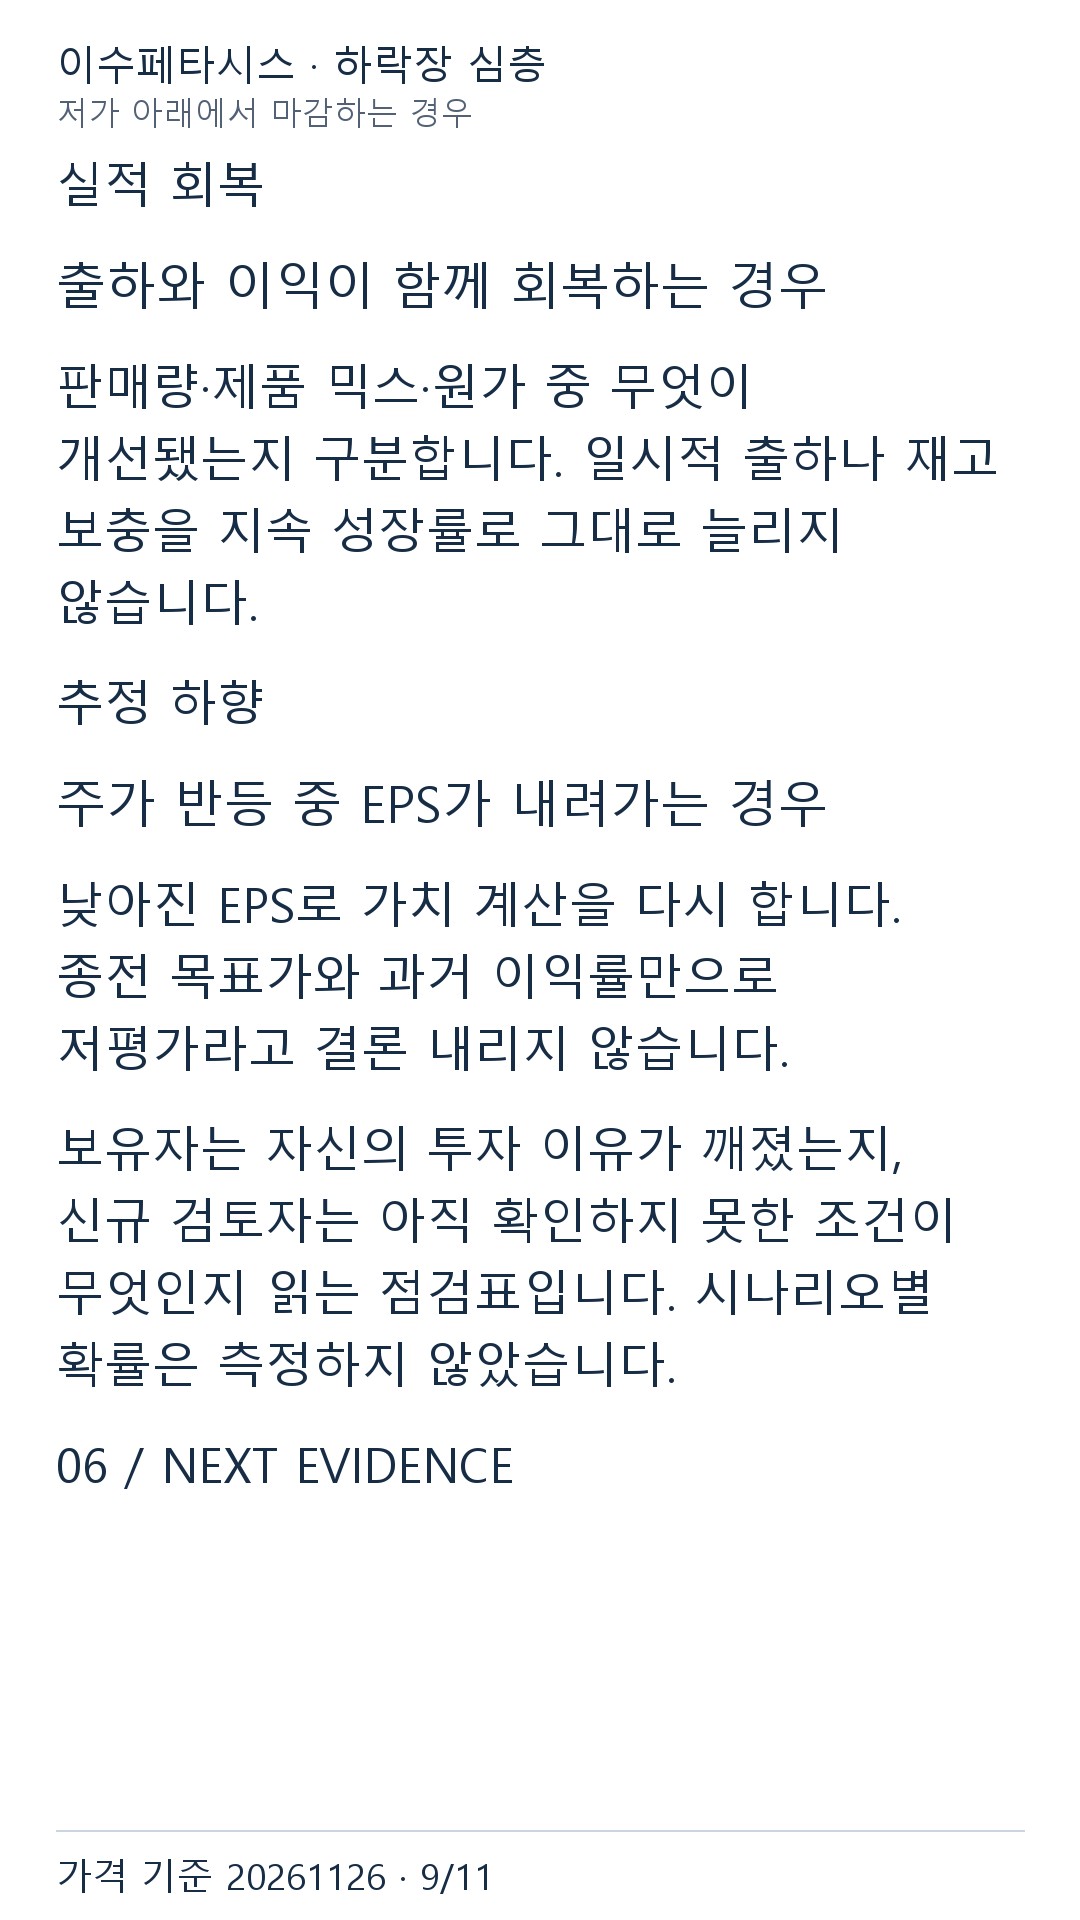 이수페타시스 · 하락장 심층
저가 아래에서 마감하는 경우
실적 회복
출하와 이익이 함께 회복하는 경우
판매량·제품 믹스·원가 중 무엇이
개선됐는지 구분합니다. 일시적 출하나 재고
보충을 지속 성장률로 그대로 늘리지
않습니다.
추정 하향
주가 반등 중 EPS가 내려가는 경우
낮아진 EPS로 가치 계산을 다시 합니다.
종전 목표가와 과거 이익률만으로
저평가라고 결론 내리지 않습니다.
보유자는 자신의 투자 이유가 깨졌는지,
신규 검토자는 아직 확인하지 못한 조건이
무엇인지 읽는 점검표입니다. 시나리오별
확률은 측정하지 않았습니다.
06 / NEXT EVIDENCE
가격 기준 20261126 · 9/11